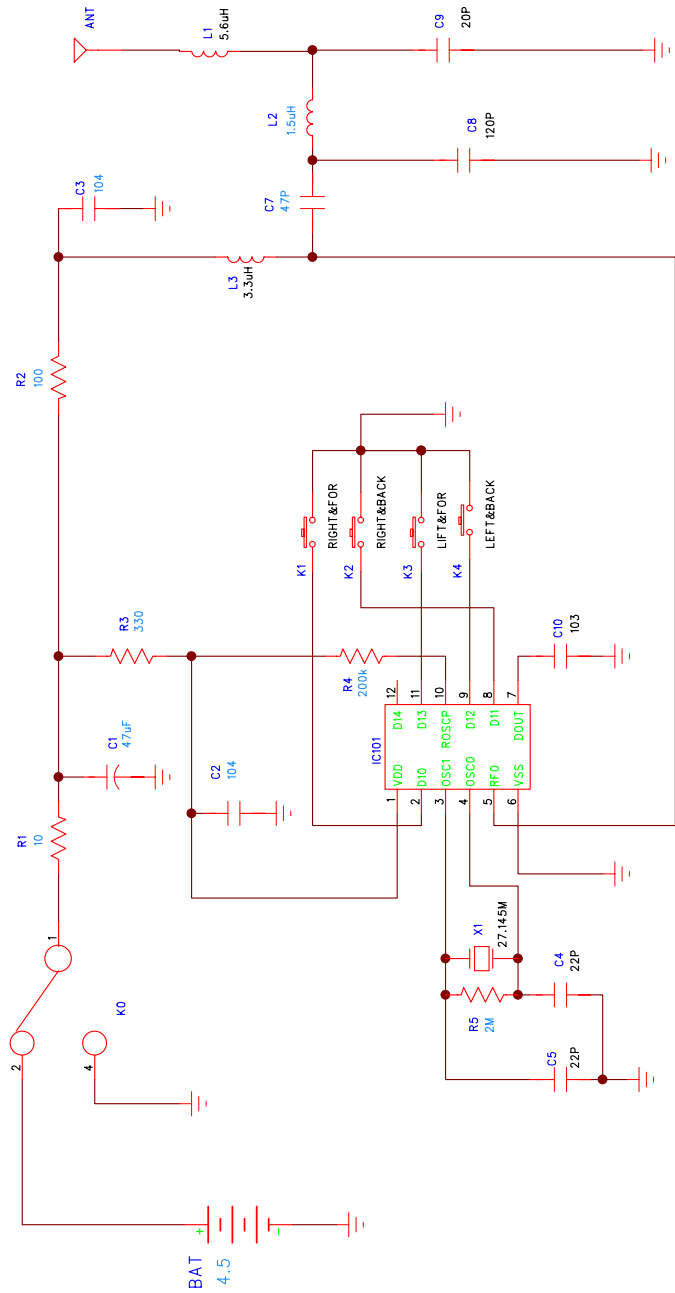 BAT
4.5
+
-
2
4
1
K0
R1
10
C1
47uF
R3
330
R2
100
C3
104
ANT
L1
5.6uH
C9
20P
L2
1.5uH
C8
120P
C7
47P
L3
3.3uH
C2
104
R4
200k
K1
RIGHT&FOR
K2
RIGHT&BACK
K3
LIFT&FOR
K4
LEFT&BACK
IC101
1
VDD
2
D10
3
OSC1
4
OSC0
5
RFO
6
VSS
12
D14
11
D13
10
ROSCP
9
D12
8
D11
7
DOUT
C10
103
X1
27.145M
R5
2M
C4
22P
C5
22P